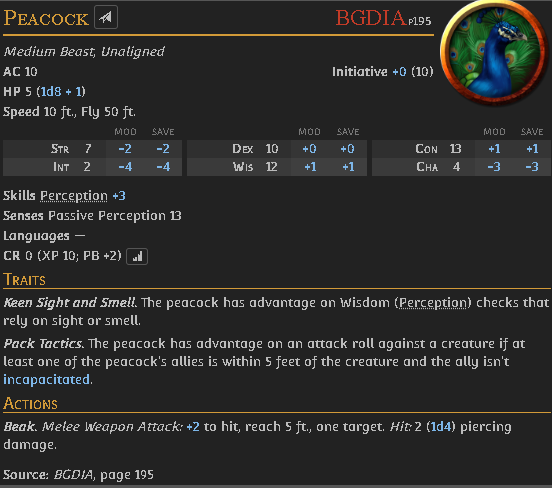 Peacock BGDIA p195
Medium Beast, Unaligned
AC 10 Initiative +0 (10)
HP 5 (1d8 + 1)
Speed 10 ft., Fly 50 ft.
MOD SAVE MOD SAVE MOD SAVE
Str 7 -2 -2 Dex 10 +0 +0 Con 13 +1 +1
Int 2 -4 -4 Wis 12 +1 +1 Cha 4 -3 -3
Skills Perception +3
Senses Passive Perception 13
Languages —
CR 0 (XP 10; PB +2)
Traits
Keen Sight and Smell. The peacock has advantage on Wisdom (Perception) checks that
rely on sight or smell.
Pack Tactics. The peacock has advantage on an attack roll against a creature if at
least one of the peacock's allies is within 5 feet of the creature and the ally isn't
incapacitated.
Actions
Beak. Melee Weapon Attack: +2 to hit, reach 5 ft., one target. Hit: 2 (1d4) piercing
damage.
Source: BGDIA, page 195